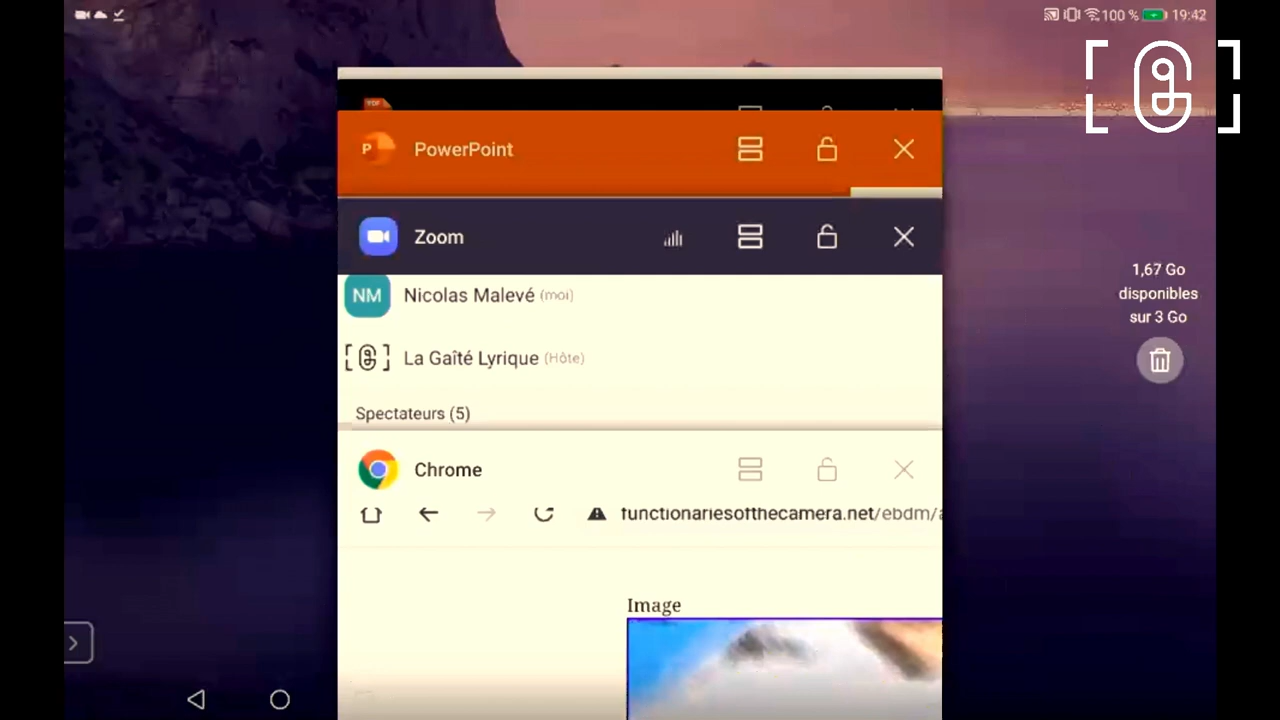 100 % 19:42
PDF
P PowerPoint
Zoom
NM Nicolas Malevé (moi)
La Gaîté Lyrique (Hôte)
Spectateurs (5)
Chrome
functionariesofthecamera.net/ebdm/a
Image
1,67 Go
disponibles
sur 3 Go